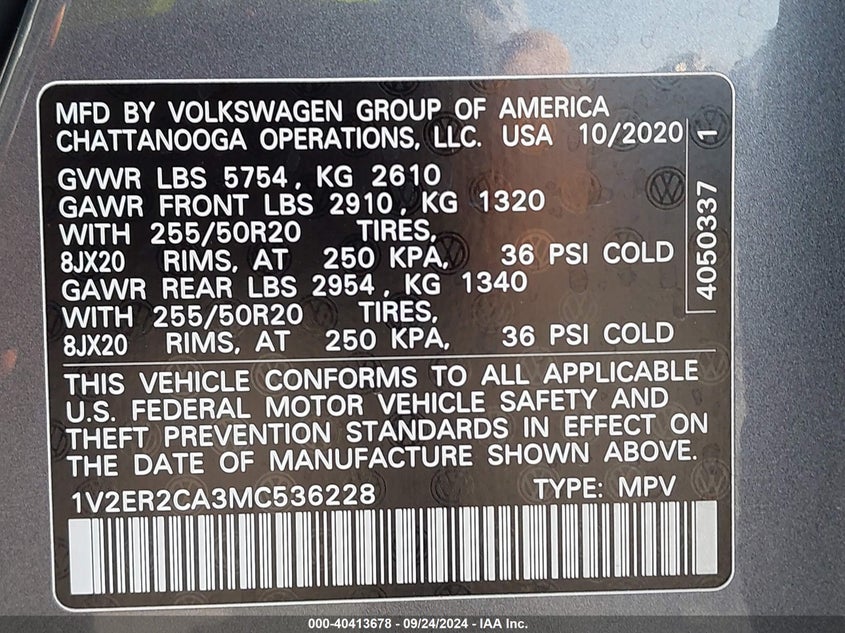 MFD BY VOLKSWAGEN GROUP OF AMERICA
CHATTANOOGA OPERATIONS, LLC. USA 10/2020
GVWR LBS 5754, KG 2610
GAWR FRONT LBS 2910, KG 1320
WITH 255/50R20 TIRES,
8JX20 RIMS, AT 250 KPA, 36 PSI COLD
GAWR REAR LBS 2954, KG 1340
WITH 255/50R20 TIRES,
8JX20 RIMS, AT 250 KPA, 36 PSI COLD
4050337 1
THIS VEHICLE CONFORMS TO ALL APPLICABLE
U.S. FEDERAL MOTOR VEHICLE SAFETY AND
THEFT PREVENTION STANDARDS IN EFFECT ON
THE DATE OF MANUFACTURE SHOWN ABOVE.
1V2ER2CA3MC536228 TYPE: MPV
000-40413678 - 09/24/2024 - IAA Inc.